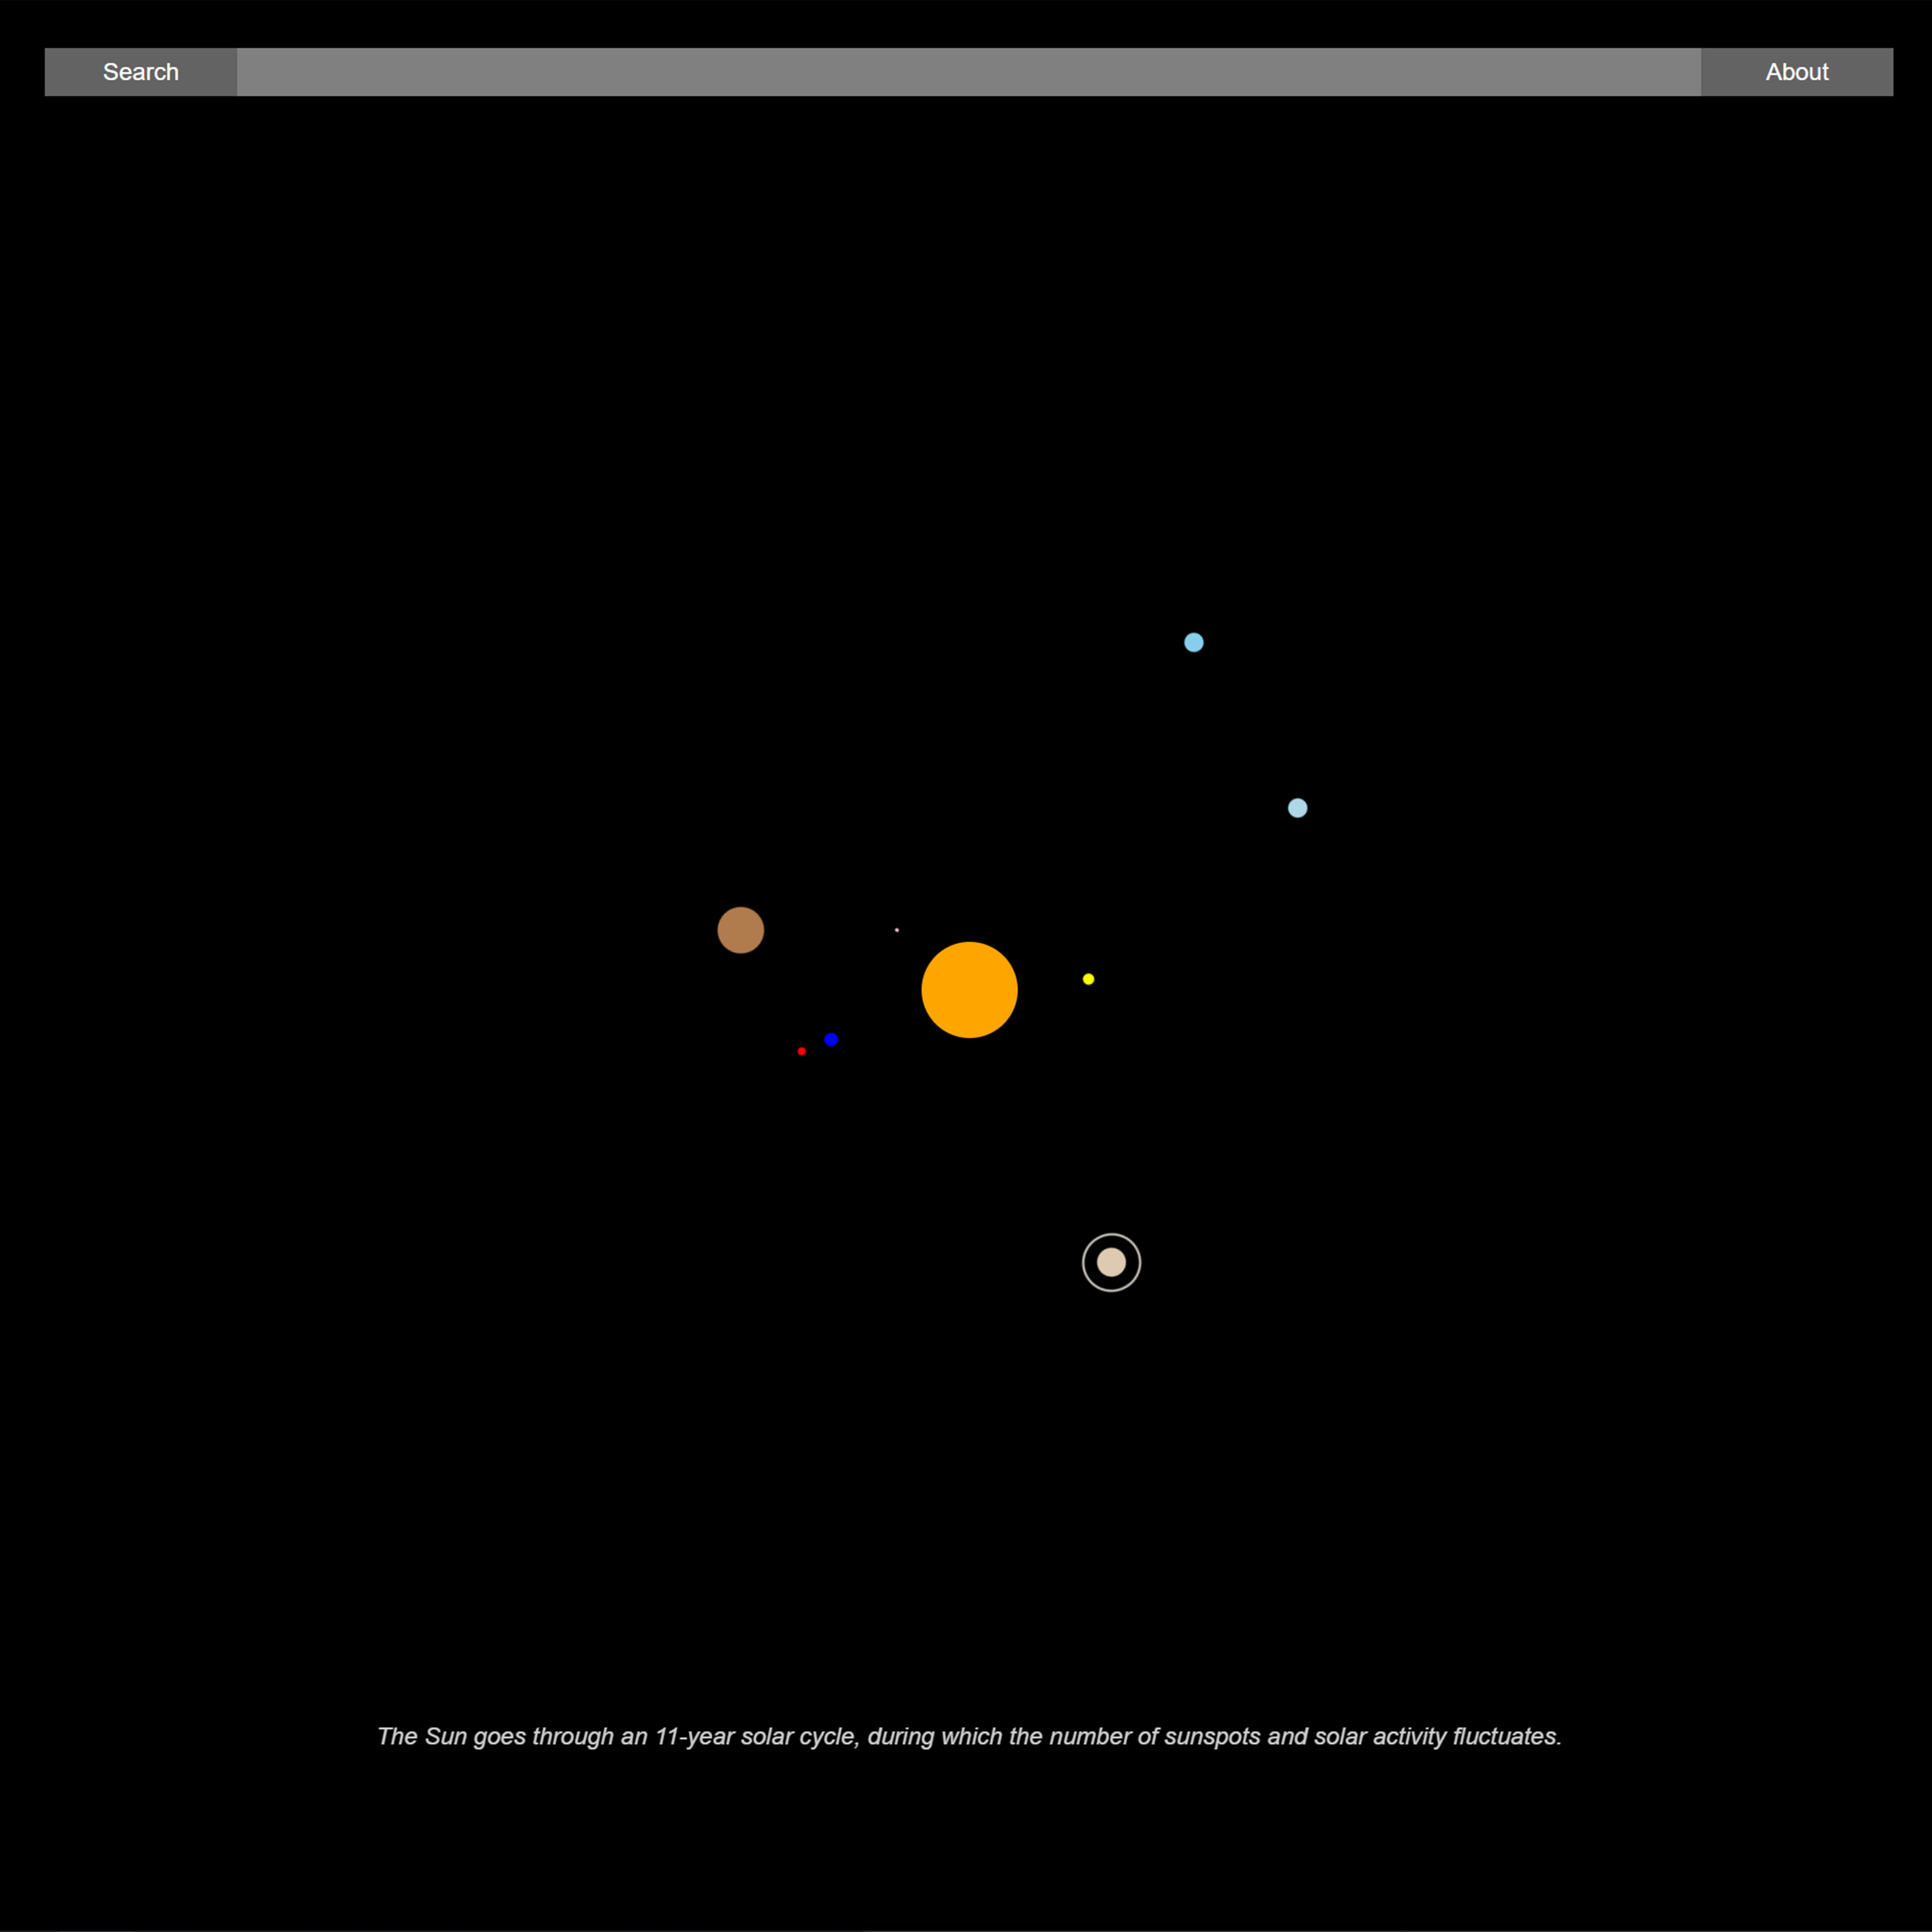 Search
About
The Sun goes through an 11-year solar cycle, during which the number of sunspots and solar activity fluctuates.